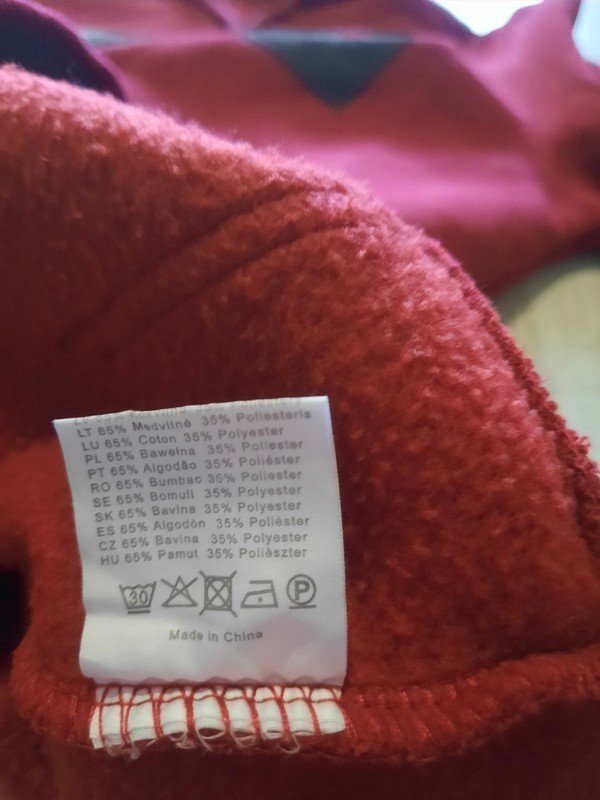 LT 65% Medvilnė 35% Poliesteris
LU 65% Coton 35% Polyester
PL 65% Bawełna 35% Poliester
PT 65% Algodão 35% Poliéster
RO 65% Bumbac 35% Poliester
SE 65% Bomull 35% Polyester
SK 65% Bavlna 35% Polyester
ES 65% Algodón 35% Polièster
CZ 65% Bavlna 35% Polyester
HU 65% Pamut 35% Poliészter
30 P
Made in China